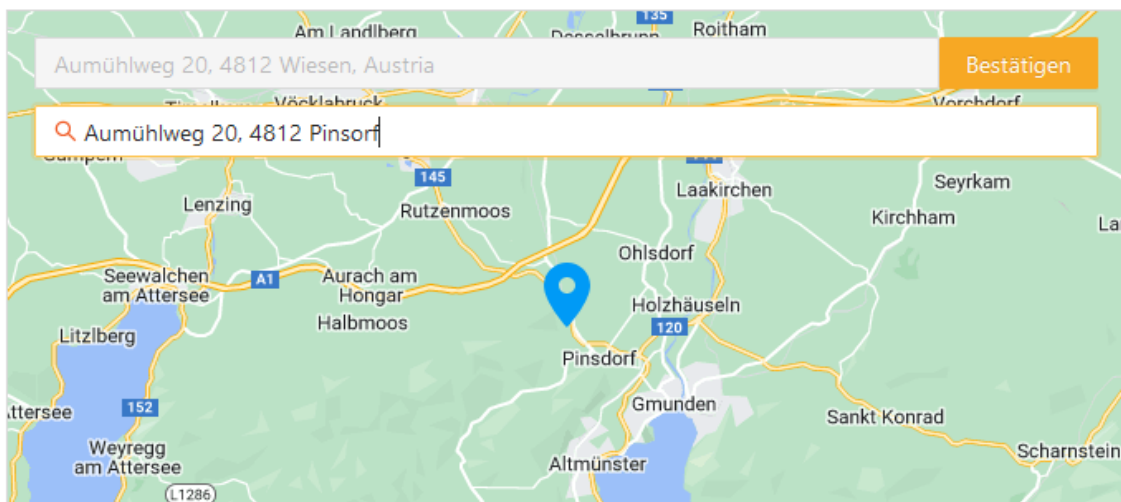 135
Am Landlberg
Desselbrunn
Roitham
Aumühlweg 20, 4812 Wiesen, Austria
Bestätigen
Vöcklabruck
Vorchdorf
Aumühlweg 20, 4812 Pinsorf
145
Laakirchen
Seyrkam
Lenzing
Rutzenmoos
Kirchham
La
Ohlsdorf
Seewalchen
am Attersee
A1
Aurach am
Hongar
Holzhäuseln
Halbmoos
120
Litzlberg
Pinsdorf
152
Gmunden
ttersee
Sankt Konrad
Weyregg
am Attersee
Altmünster
Scharnstein
L1286